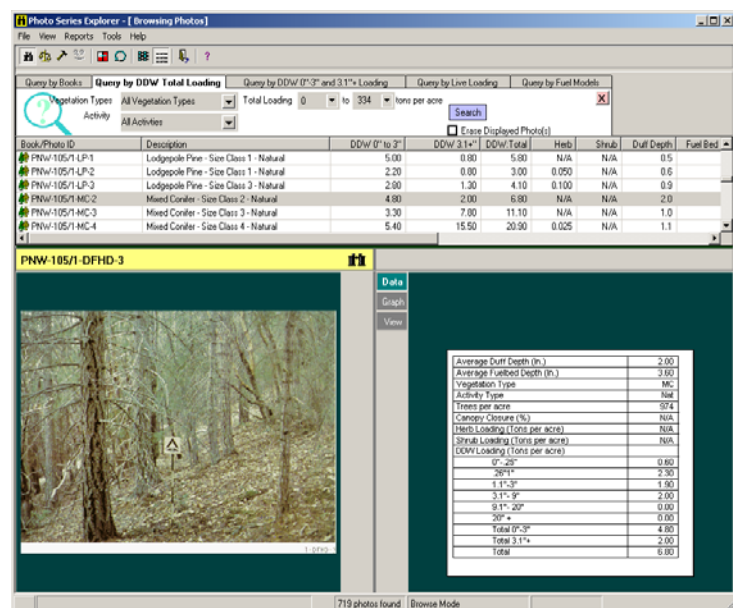 Photo Series Explorer - [ Browsing Photos]
File View Reports Tools Help
Query by Books Query by DDW Total Loading Query by DDW 0"-3" and 3.1"+ Loading Query by Live Loading Query by Fuel Models
Vegetation Types All Vegetation Types Total Loading 0 to 334 tons per acre X
Activity All Activties Search
Erase Displayed Photo(s)
Book/Photo ID Description DDW 0" to 3" DDW 3.1+" DDW:Total Herb Shrub Duff Depth Fuel Bed
PNW-105/1-LP-1 Lodgepole Pine - Size Class 1 - Natural 5.00 0.80 5.80 N/A N/A 0.5
PNW-105/1-LP-2 Lodgepole Pine - Size Class 1 - Natural 2.20 0.80 3.00 0.050 N/A 0.6
PNW-105/1-LP-3 Lodgepole Pine - Size Class 3 - Natural 2.80 1.30 4.10 0.100 N/A 0.9
PNW-105/1-MC-2 Mixed Conifer - Size Class 2 - Natural 4.80 2.00 6.80 N/A N/A 2.0
PNW-105/1-MC-3 Mixed Conifer - Size Class 3 - Natural 3.30 7.80 11.10 N/A N/A 1.0
PNW-105/1-MC-4 Mixed Conifer - Size Class 4 - Natural 5.40 15.50 20.90 0.025 N/A 1.1
PNW-105/1-DFHD-3
Data
Graph
View
Average Duff Depth (In.) 2.00
Average Fuelbed Depth (In.) 3.60
Vegetation Type MC
Activity Type Nat
Trees per acre 974
Canopy Closure (%) N/A
Herb Loading (Tons per acre) N/A
Shrub Loading (Tons per acre) N/A
DDW Loading (Tons per acre)
0"-.25" 0.60
.26"1" 2.30
1.1"-3" 1.90
3.1"- 9" 2.00
9.1"- 20" 0.00
20" + 0.00
Total 0"-3" 4.80
Total 3.1"+ 2.00
Total 6.80
719 photos found Browse Mode